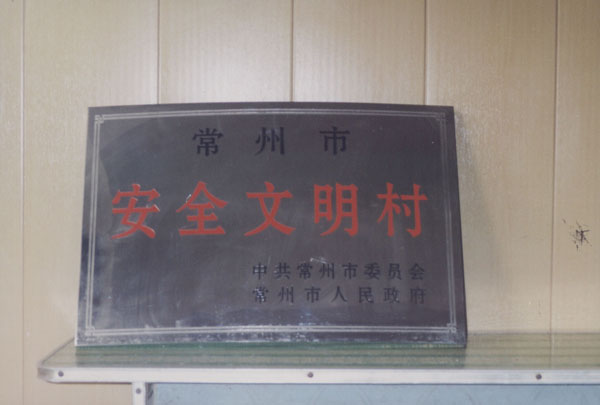 常州市
安全文明村
中共常州市委员会
常州市人民政府